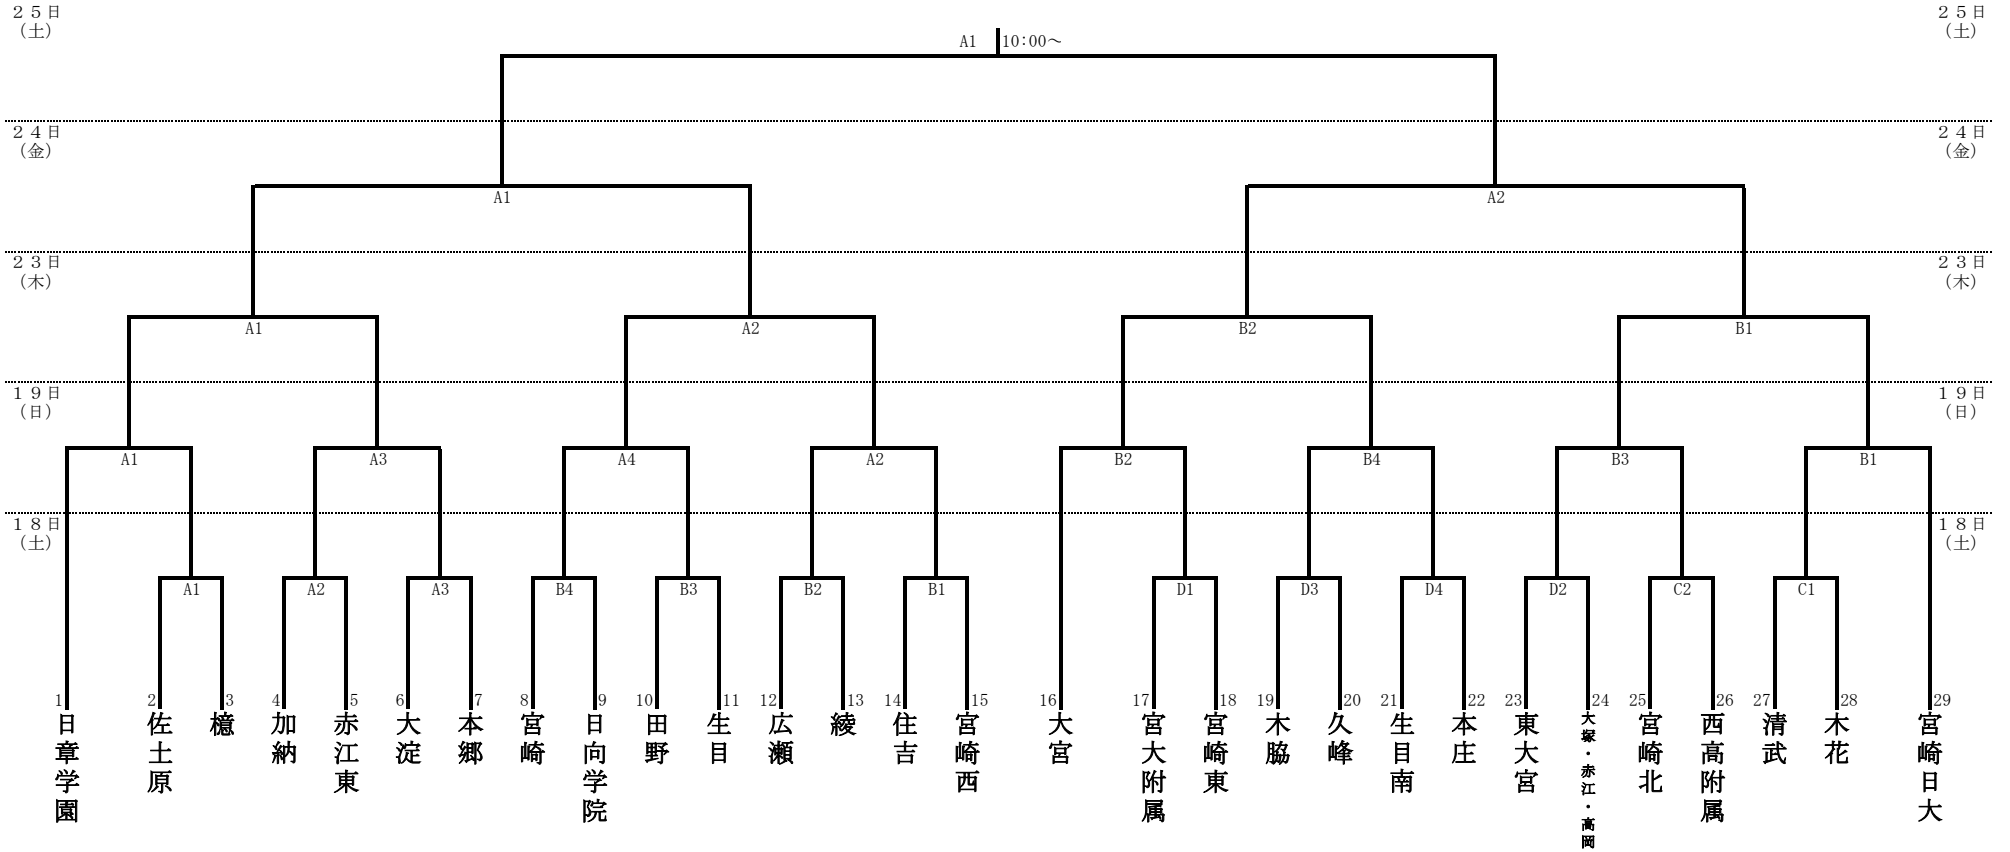 ２５日
（土）
２５日
（土）
A1 10:00～
２４日
（金）
２４日
（金）
A1
A2
２３日
（木）
２３日
（木）
A1
A2
B2
B1
１９日
（日）
１９日
（日）
A1
A3
A4
A2
B2
B4
B3
B1
１８日
（土）
１８日
（土）
A1
A2
A3
B4
B3
B2
B1
D1
D3
D4
D2
C2
C1
1
2
3
4
5
6
7
8
9
10
11
12
13
14
15
16
17
18
19
20
21
22
23
24
25
26
27
28
29
日章学園
佐土原
檍
加納
赤江東
大淀
本郷
宮崎
日向学院
田野
生目
広瀬
綾
住吉
宮崎西
大宮
宮大附属
宮崎東
木脇
久峰
生目南
本庄
東大宮
大塚・赤江・高岡
宮崎北
西高附属
清武
木花
宮崎日大